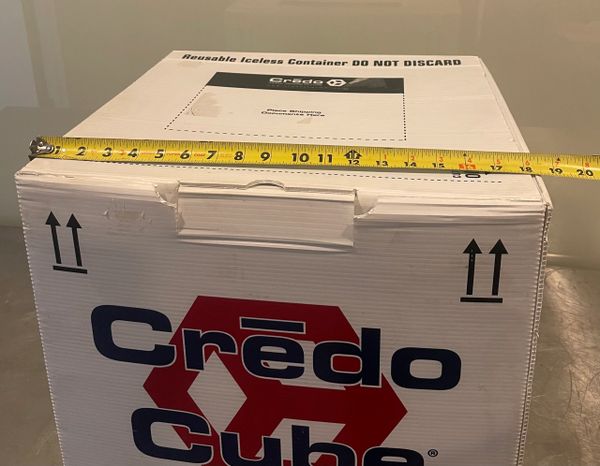 Reusable Iceless Container DO NOT DISCARD
Crēdo
Place Shipping
Documents Here
1 2 3 4 5 6 7 8 9 10 11 12 13 14 15 16 17 18 19 20
Crēdo
Cube®